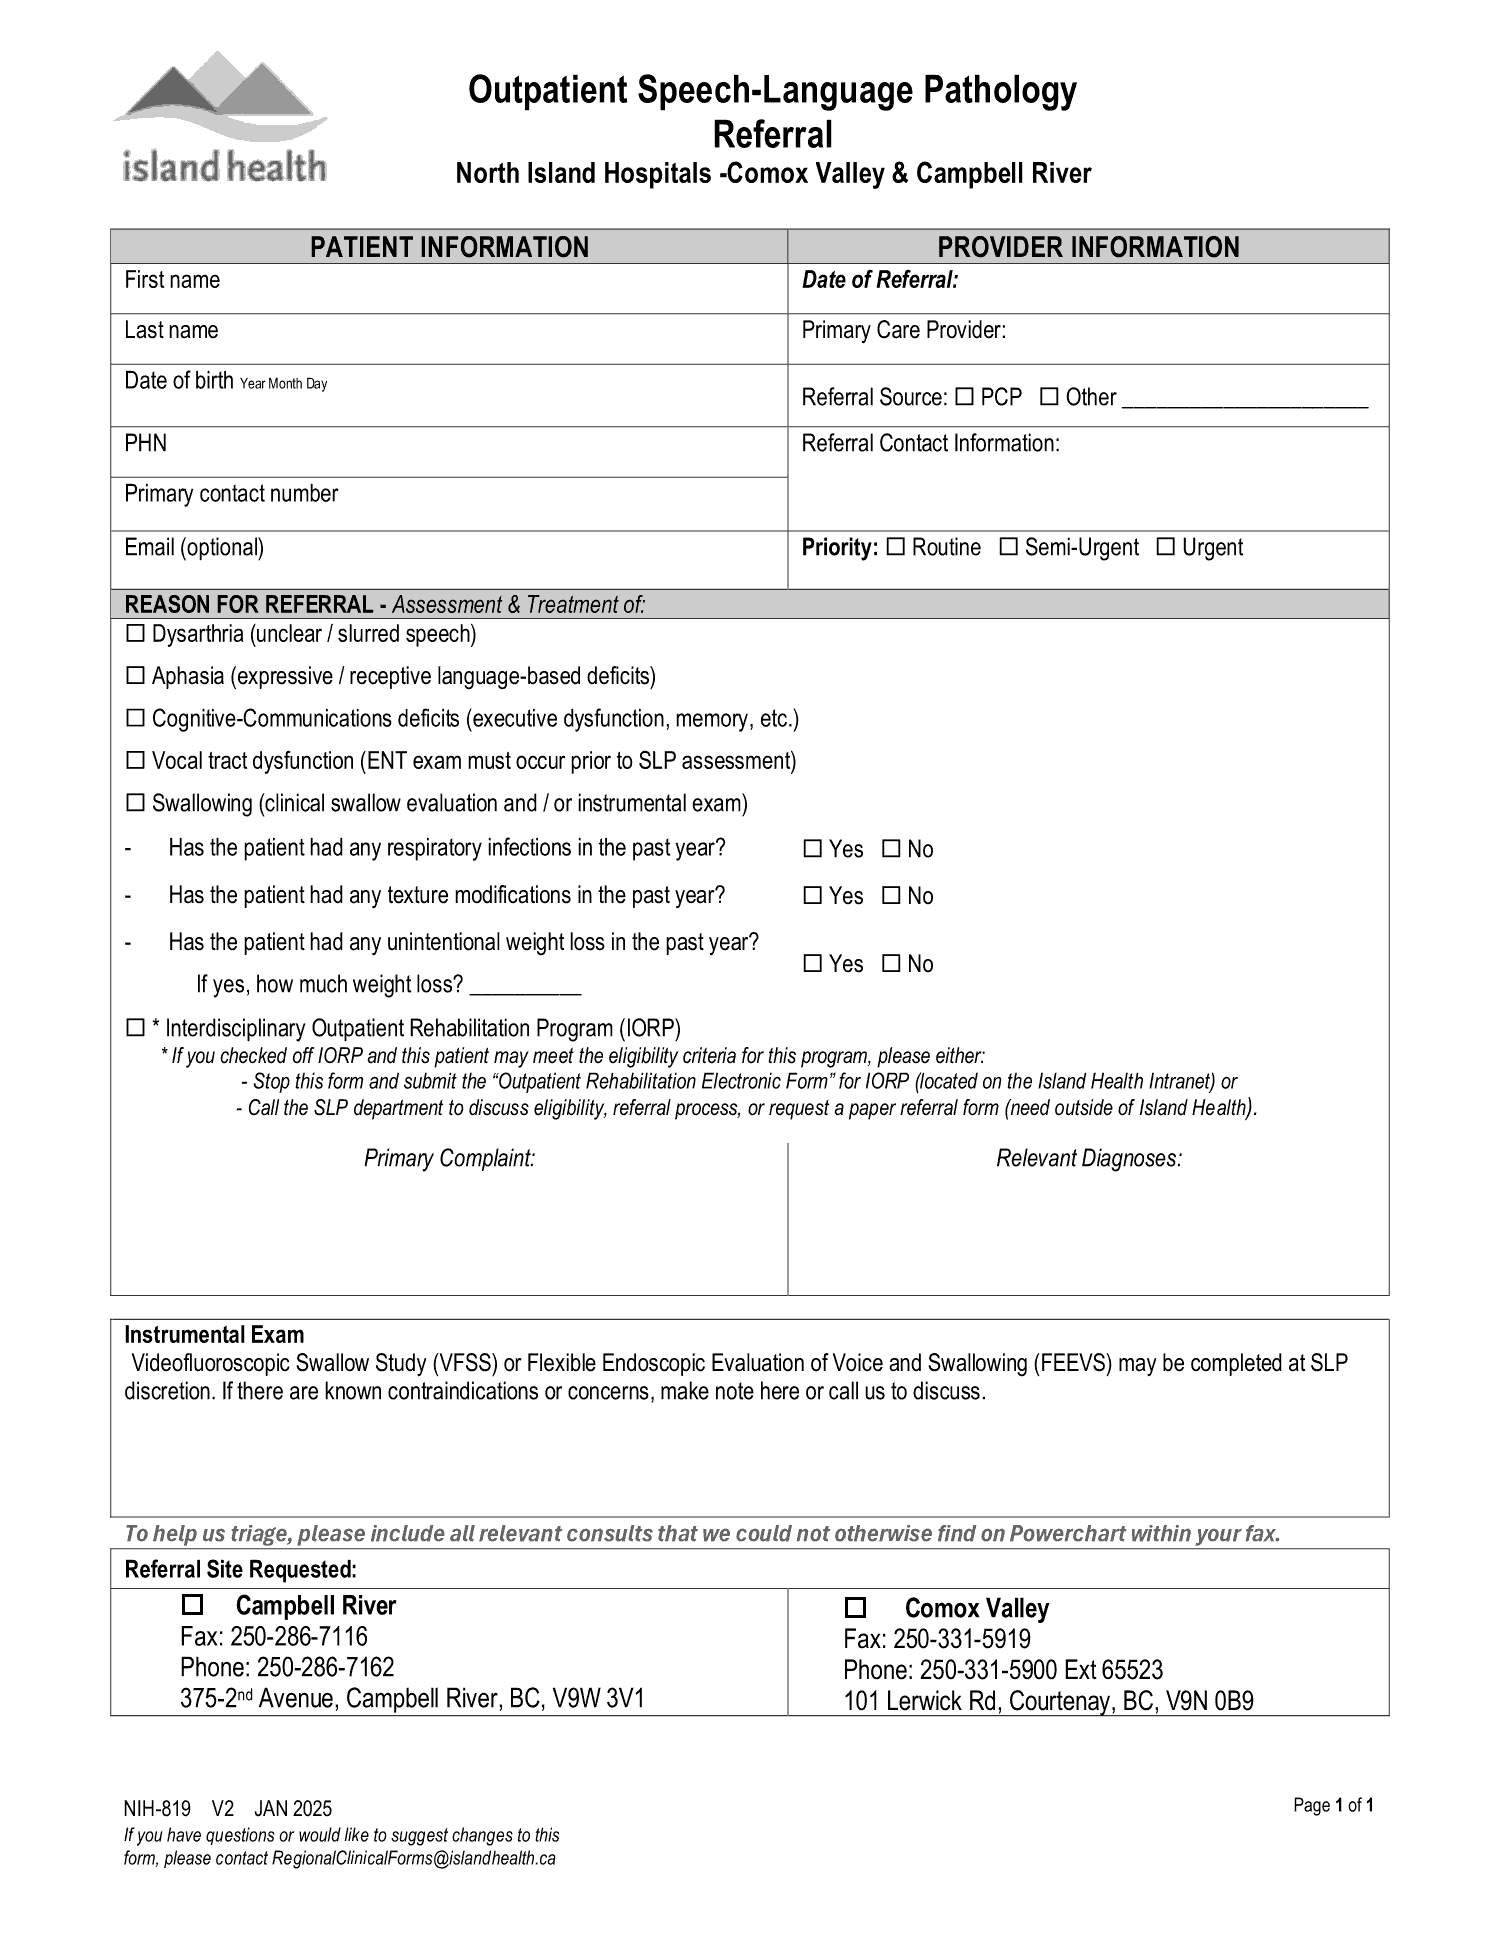 island health
Outpatient Speech-Language Pathology
Referral
North Island Hospitals -Comox Valley & Campbell River
PATIENT INFORMATION
PROVIDER INFORMATION
First name
Date of Referral:
Last name
Primary Care Provider:
Date of birth Year Month Day
Referral Source: ☐ PCP ☐ Other ______________________
PHN
Referral Contact Information:
Primary contact number
Email (optional)
Priority: ☐ Routine ☐ Semi-Urgent ☐ Urgent
REASON FOR REFERRAL - Assessment & Treatment of:
☐ Dysarthria (unclear / slurred speech)
☐ Aphasia (expressive / receptive language-based deficits)
☐ Cognitive-Communications deficits (executive dysfunction, memory, etc.)
☐ Vocal tract dysfunction (ENT exam must occur prior to SLP assessment)
☐ Swallowing (clinical swallow evaluation and / or instrumental exam)
- Has the patient had any respiratory infections in the past year? ☐ Yes ☐ No
- Has the patient had any texture modifications in the past year? ☐ Yes ☐ No
- Has the patient had any unintentional weight loss in the past year?
☐ Yes ☐ No
If yes, how much weight loss? __________
☐ * Interdisciplinary Outpatient Rehabilitation Program (IORP)
* If you checked off IORP and this patient may meet the eligibility criteria for this program, please either:
- Stop this form and submit the “Outpatient Rehabilitation Electronic Form” for IORP (located on the Island Health Intranet) or
- Call the SLP department to discuss eligibility, referral process, or request a paper referral form (need outside of Island Health).
Primary Complaint:
Relevant Diagnoses:
Instrumental Exam
Videofluoroscopic Swallow Study (VFSS) or Flexible Endoscopic Evaluation of Voice and Swallowing (FEEVS) may be completed at SLP
discretion. If there are known contraindications or concerns, make note here or call us to discuss.
To help us triage, please include all relevant consults that we could not otherwise find on Powerchart within your fax.
Referral Site Requested:
☐ Campbell River
Fax: 250-286-7116
Phone: 250-286-7162
375-2nd Avenue, Campbell River, BC, V9W 3V1
☐ Comox Valley
Fax: 250-331-5919
Phone: 250-331-5900 Ext 65523
101 Lerwick Rd, Courtenay, BC, V9N 0B9
NIH-819 V2 JAN 2025
Page 1 of 1
If you have questions or would like to suggest changes to this
form, please contact RegionalClinicalForms@islandhealth.ca